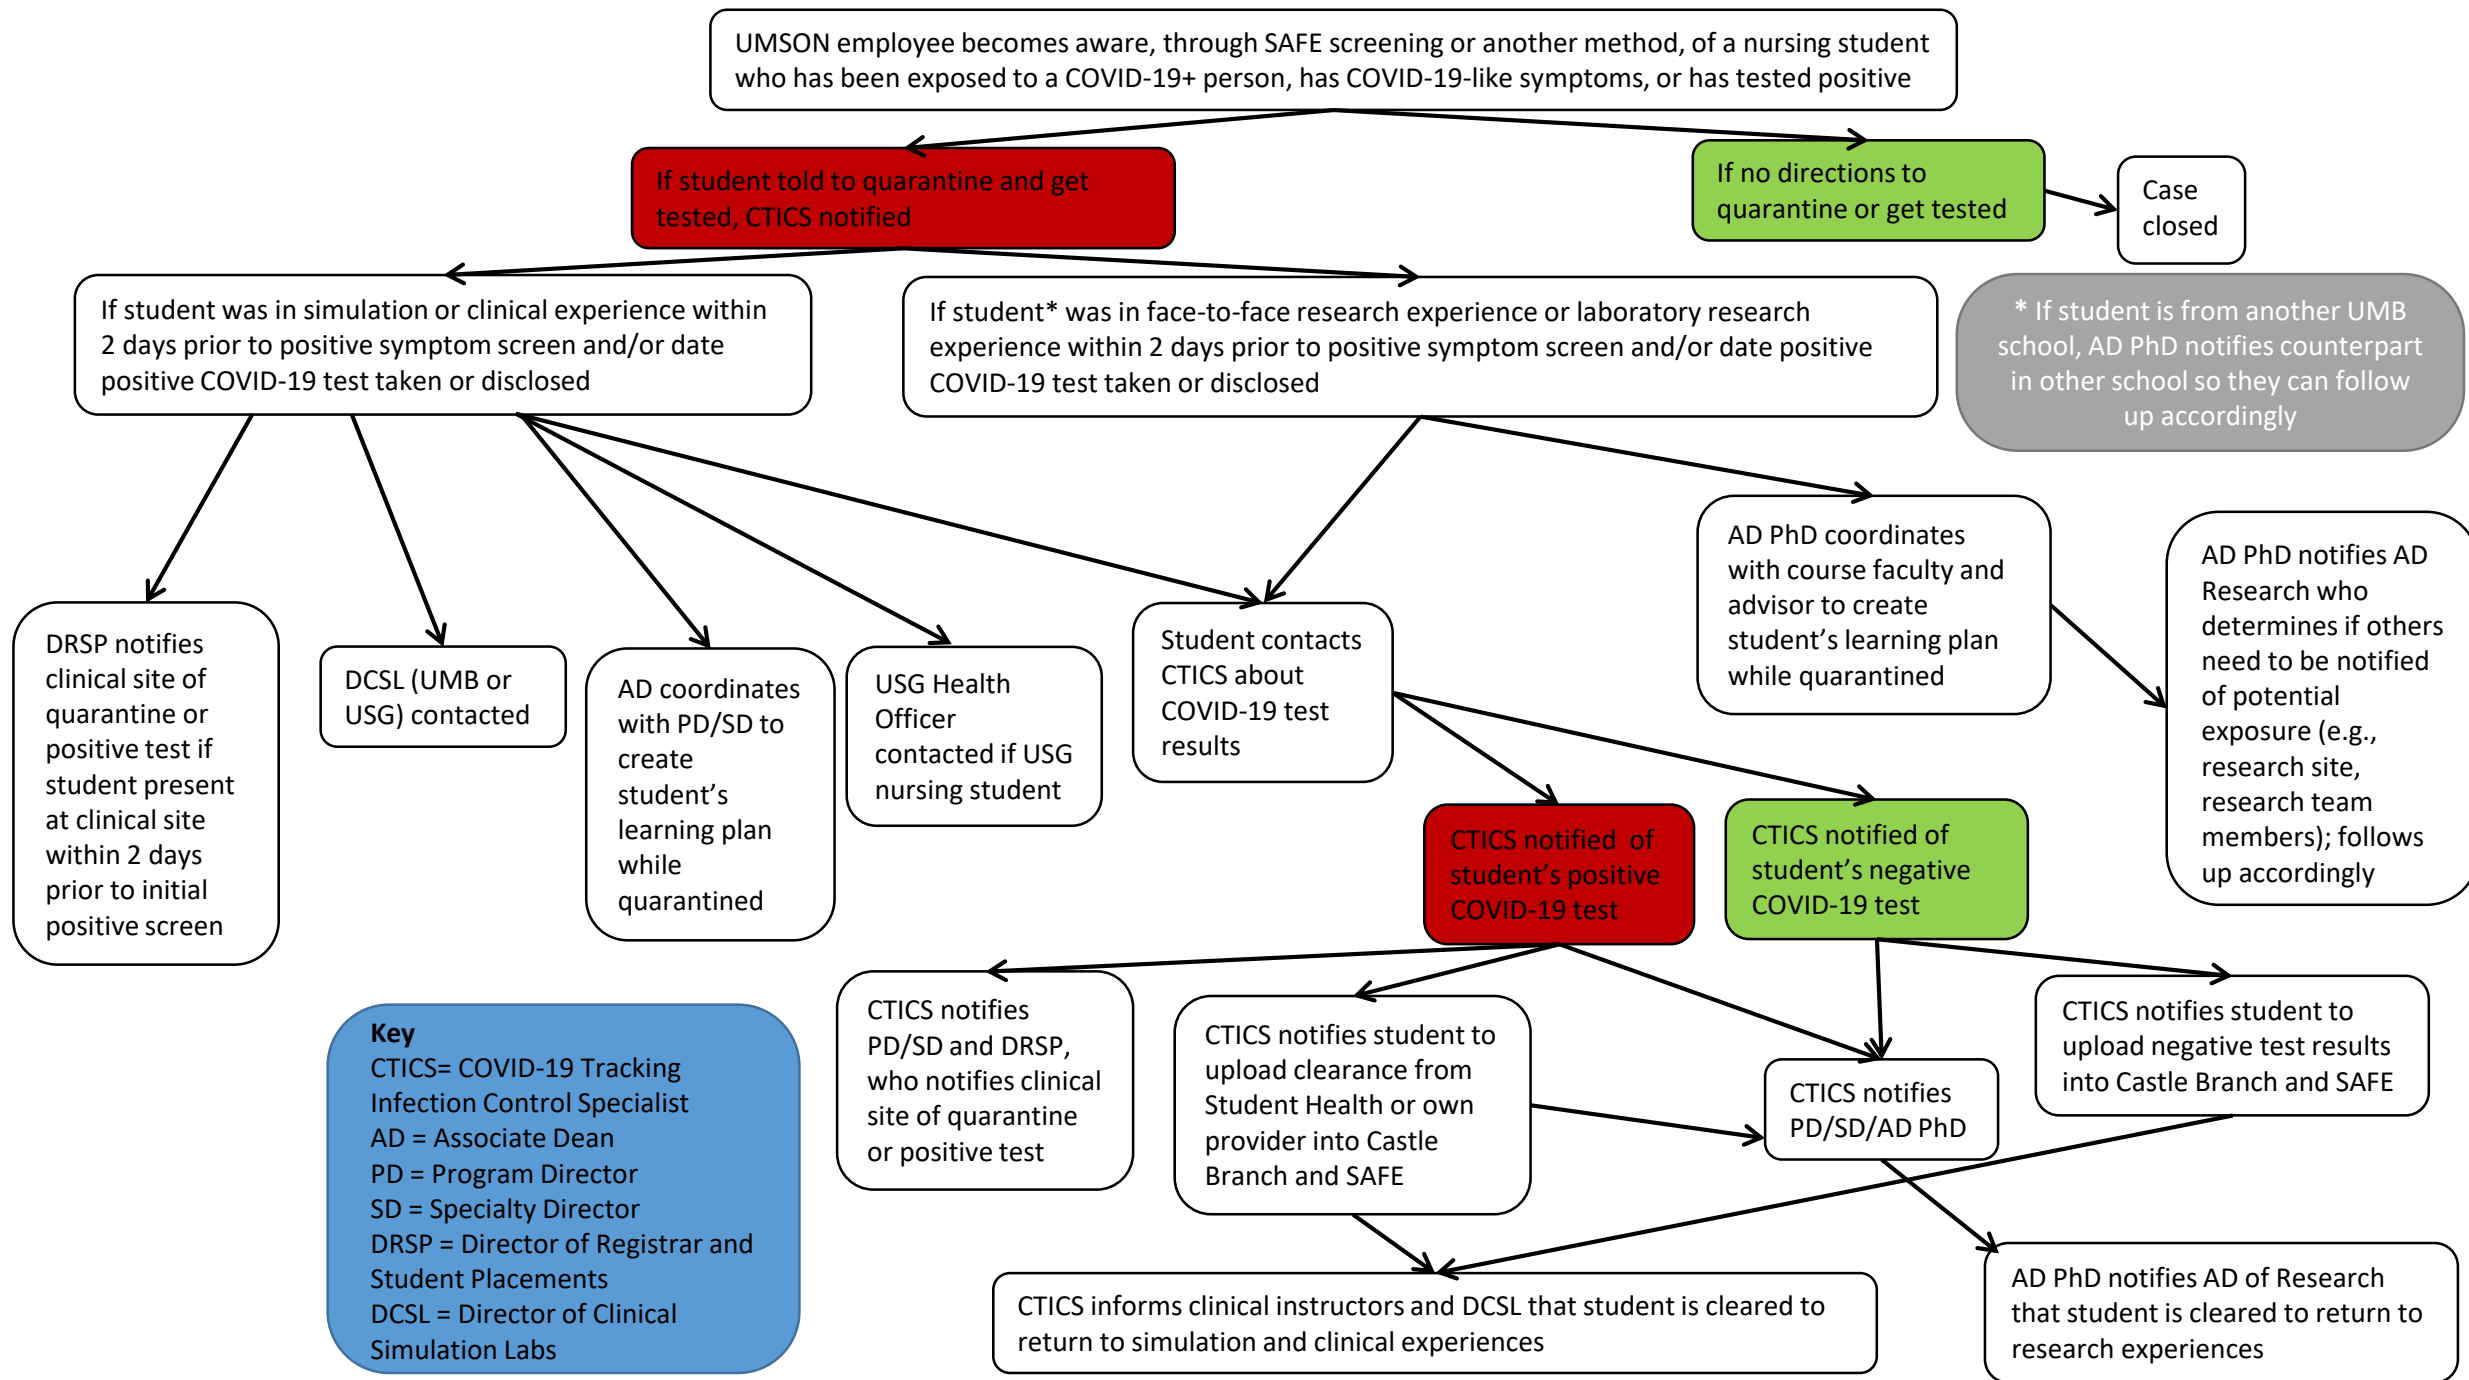 UMSON employee becomes aware, through SAFE screening or another method, of a nursing student
who has been exposed to a COVID-19+ person, has COVID-19-like symptoms, or has tested positive
If student told to quarantine and get
tested, CTICS notified
If no directions to
quarantine or get tested
Case
closed
If student was in simulation or clinical experience within
2 days prior to positive symptom screen and/or date
positive COVID-19 test taken or disclosed
If student* was in face-to-face research experience or laboratory research
experience within 2 days prior to positive symptom screen and/or date positive
COVID-19 test taken or disclosed
* If student is from another UMB
school, AD PhD notifies counterpart
in other school so they can follow
up accordingly
DRSP notifies
clinical site of
quarantine or
positive test if
student present
at clinical site
within 2 days
prior to initial
positive screen
DCSL (UMB or
USG) contacted
AD coordinates
with PD/SD to
create
student’s
learning plan
while
quarantined
USG Health
Officer
contacted if USG
nursing student
Student contacts
CTICS about
COVID-19 test
results
AD PhD coordinates
with course faculty and
advisor to create
student’s learning plan
while quarantined
AD PhD notifies AD
Research who
determines if others
need to be notified
of potential
exposure (e.g.,
research site,
research team
members); follows
up accordingly
CTICS notified  of
student’s positive
COVID-19 test
CTICS notified of
student’s negative
COVID-19 test
CTICS notifies
PD/SD and DRSP,
who notifies clinical
site of quarantine
or positive test
CTICS notifies student to
upload clearance from
Student Health or own
provider into Castle
Branch and SAFE
CTICS notifies
PD/SD/AD PhD
CTICS notifies student to
upload negative test results
into Castle Branch and SAFE
Key
CTICS= COVID-19 Tracking
Infection Control Specialist
AD = Associate Dean
PD = Program Director
SD = Specialty Director
DRSP = Director of Registrar and
Student Placements
DCSL = Director of Clinical
Simulation Labs
CTICS informs clinical instructors and DCSL that student is cleared to
return to simulation and clinical experiences
AD PhD notifies AD of Research
that student is cleared to return to
research experiences